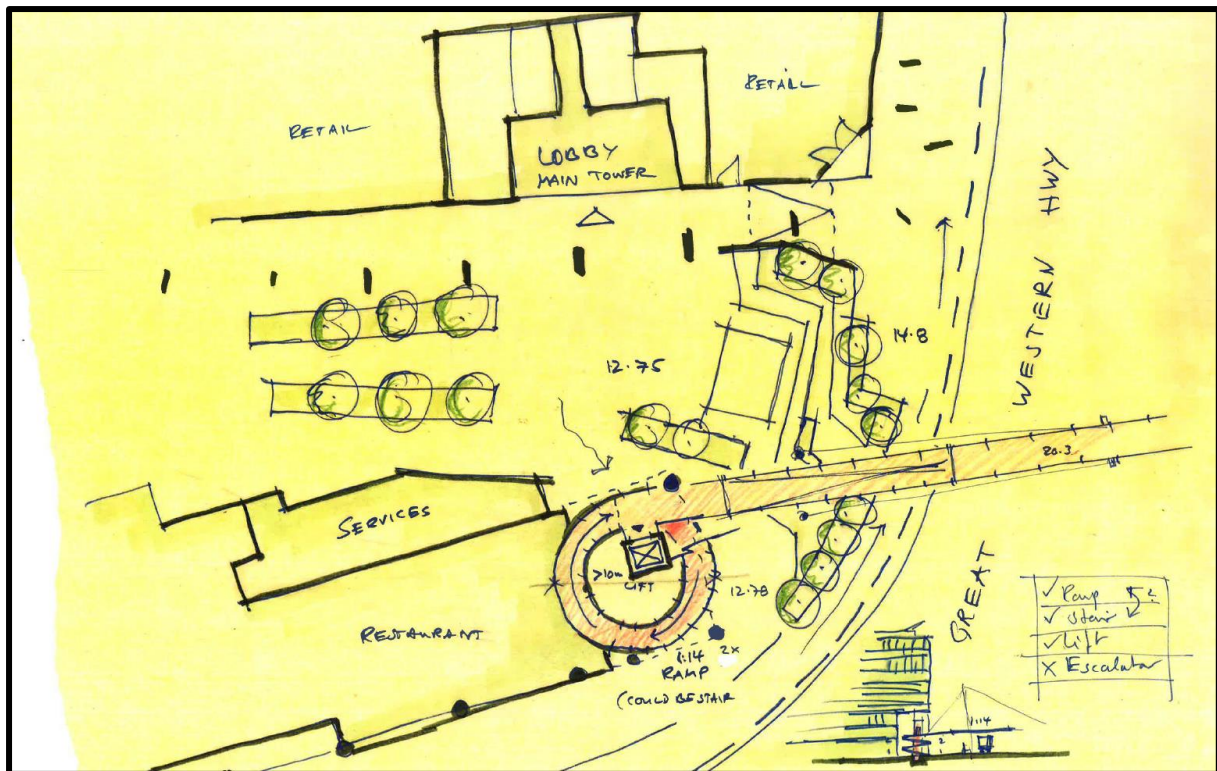 RETAIL
RETAIL
LOBBY
MAIN TOWER
WESTERN HWY
14.8
12.75
20.3
SERVICES
>10m
LIFT
12.78
GREAT
RESTAURANT
1:14
2x
RAMP
(COULD BE STAIR
✓ Ramp
✓ Stair
✓ Lift
X Escalator
1:14